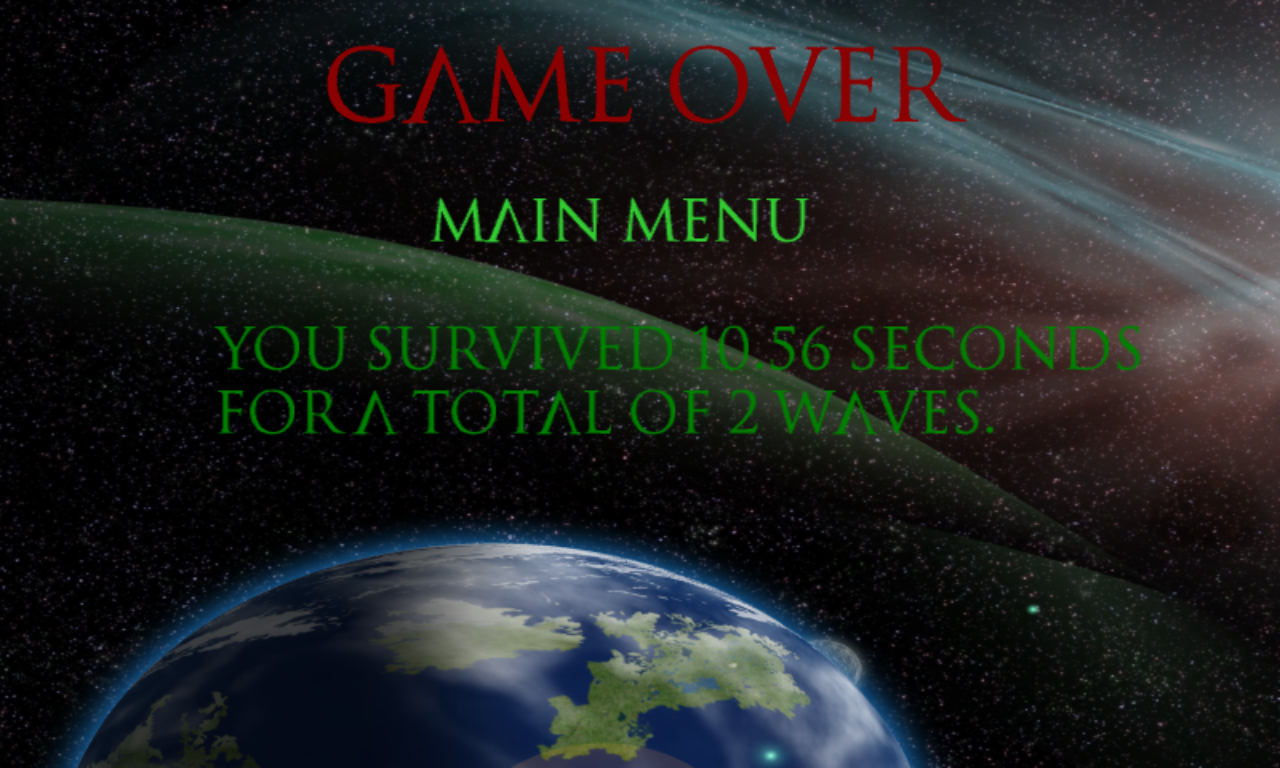 GAME OVER
MAIN MENU
YOU SURVIVED 10.56 SECONDS
FOR A TOTAL OF 2 WAVES.